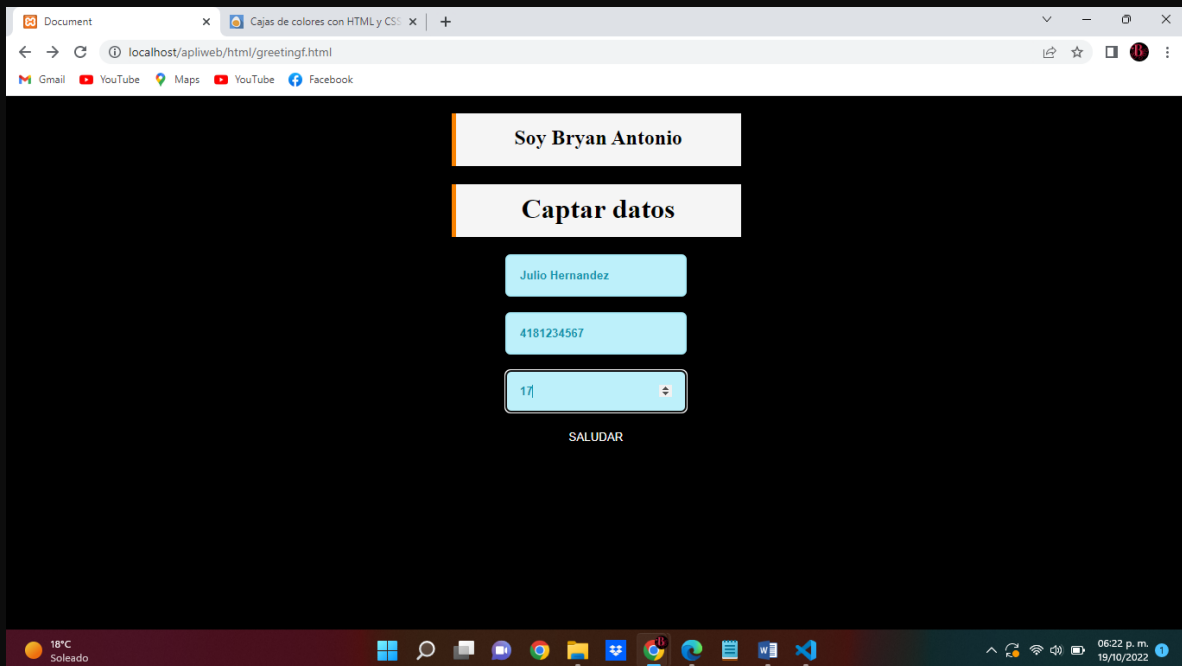 Document
Cajas de colores con HTML y CSS
localhost/apliweb/html/greetingf.html
Gmail YouTube Maps YouTube Facebook
Soy Bryan Antonio
Captar datos
Julio Hernandez
4181234567
17
SALUDAR
18°C
Soleado
06:22 p. m.
19/10/2022
1